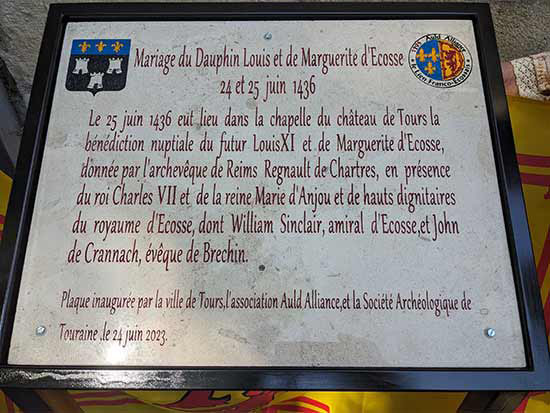 Mariage du Dauphin Louis et de Marguerite d'Ecosse
24 et 25 juin 1436
Le 25 juin 1436 eut lieu dans la chapelle du château de Tours la
bénédiction nuptiale du futur LouisXI et de Marguerite d'Ecosse,
donnée par l'archevêque de Reims Regnault de Chartres, en présence
du roi Charles VII et de la reine Marie d'Anjou et de hauts dignitaires
du royaume d'Ecosse, dont William Sinclair, amiral d'Ecosse,et John
de Crannach, évêque de Brechin.
Plaque inaugurée par la ville de Tours,l'association Auld Alliance,et la Société Archéologique de
Touraine ,le 24 juin 2023.
1295 Auld Alliance
le Lien Franco-Ecossais